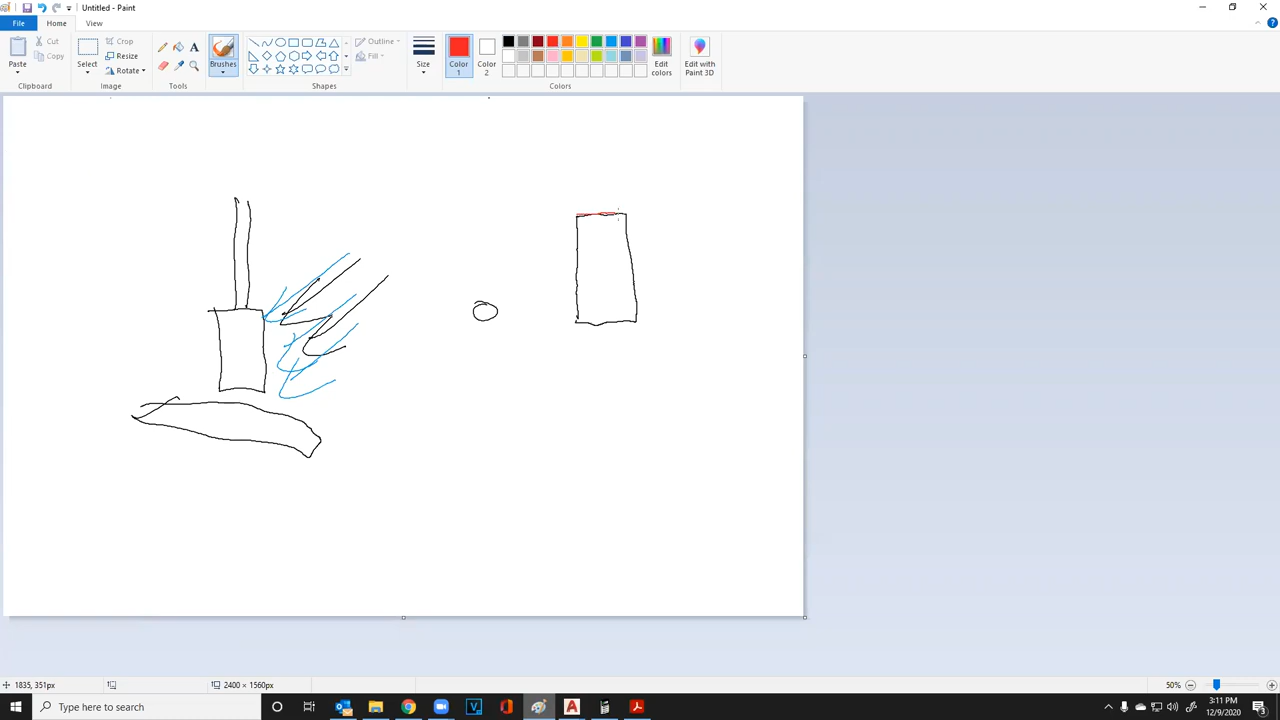 Untitled - Paint
File
Home
View
Paste
Cut
Copy
Clipboard
Select
Crop
Resize
Rotate
Image
Tools
Brushes
Outline
Fill
Shapes
Size
Color 1
Color 2
Edit colors
Edit with Paint 3D
Colors
1835, 351px
2400 × 1560px
50%
Type here to search
3:11 PM
12/9/2020